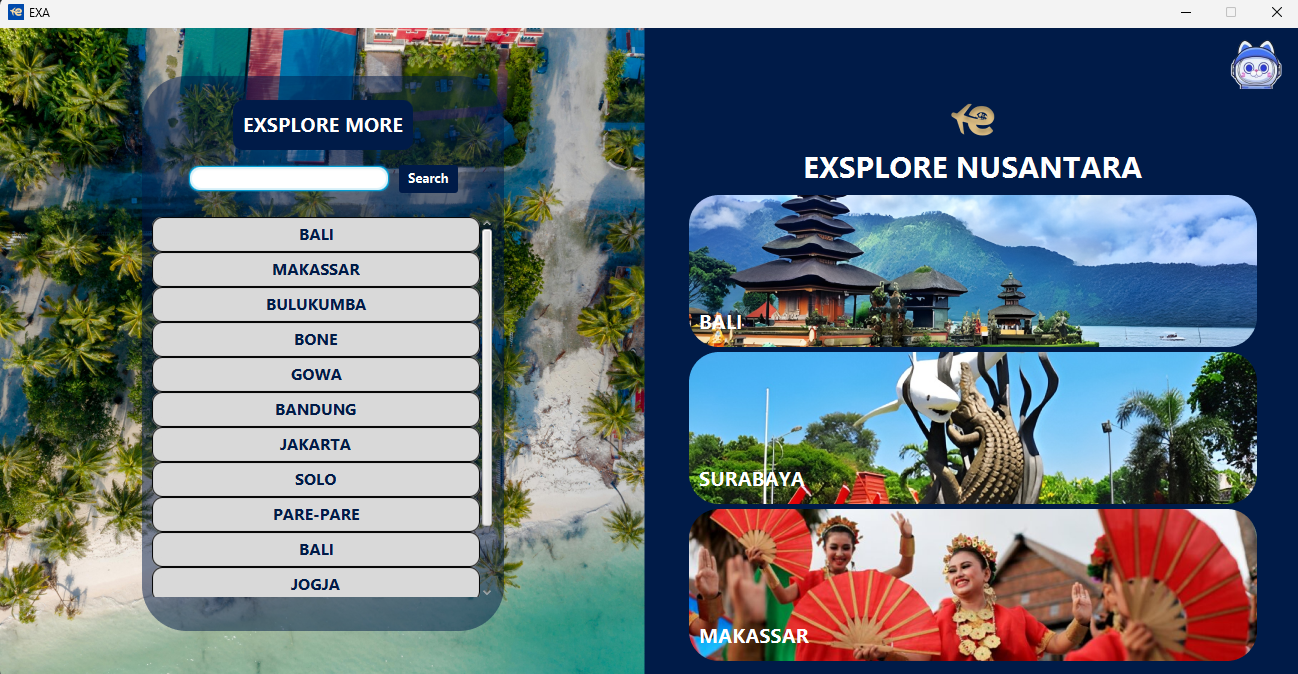 EXA
EXSPLORE MORE
Search
BALI
MAKASSAR
BULUKUMBA
BONE
GOWA
BANDUNG
JAKARTA
SOLO
PARE-PARE
BALI
JOGJA
EXSPLORE NUSANTARA
BALI
SURABAYA
MAKASSAR